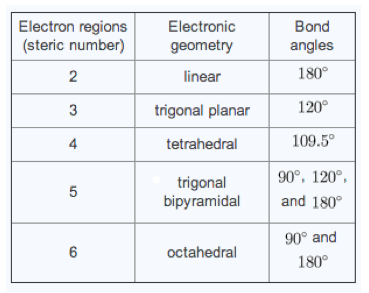 Electron regions
(steric number)
Electronic
geometry
Bond
angles
2
linear
180°
3
trigonal planar
120°
4
tetrahedral
109.5°
5
trigonal
bipyramidal
90°, 120°,
and 180°
6
octahedral
90° and
180°